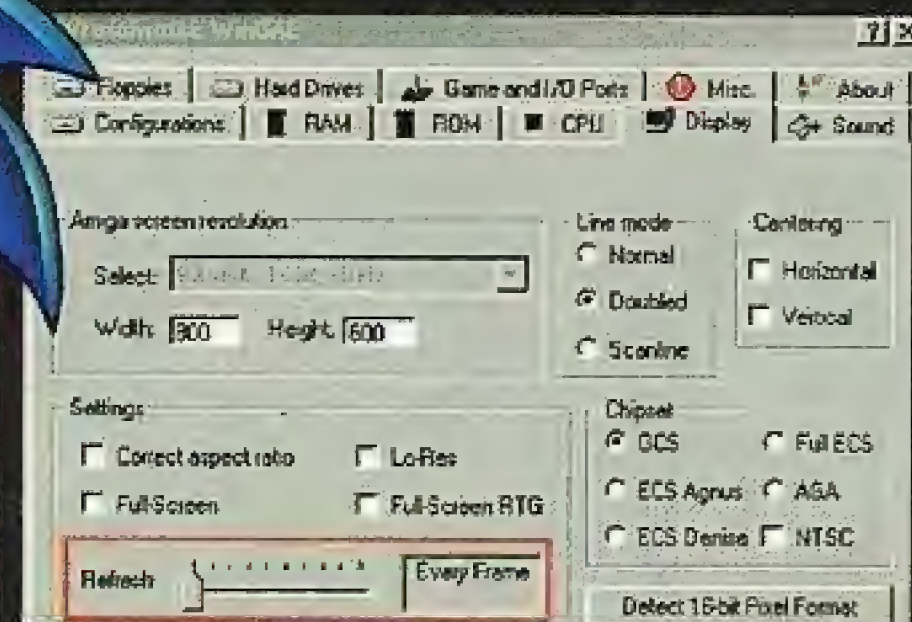 ? X
Floppies Hard Drives Game and I/O Ports Misc. About
Configurations RAM ROM CPU Display Sound
Amiga screen resolution
Select:
Width: 800 Height: 600
Line mode
Normal
Doubled
Scanline
Centering
Horizontal
Vertical
Settings
Correct aspect ratio Lo-Res
Full-Screen Full-Screen RTG
Refresh Every Frame
Chipset
OCS Full ECS
ECS Agnus AGA
ECS Denise NTSC
Detect 16-bit Pixel Format